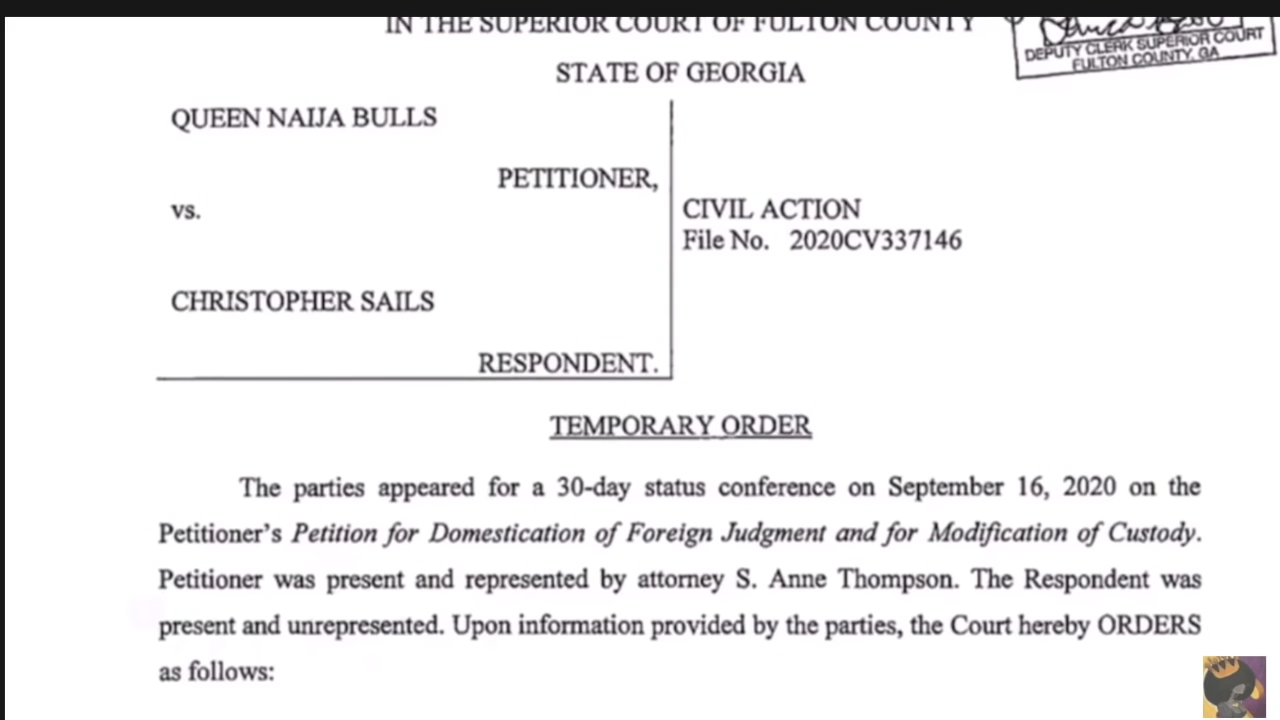 IN THE SUPERIOR COURT OF FULTON COUNTY
DEPUTY CLERK SUPERIOR COURT
FULTON COUNTY, GA
STATE OF GEORGIA
QUEEN NAIJA BULLS
PETITIONER,
vs.
CIVIL ACTION
File No. 2020CV337146
CHRISTOPHER SAILS
RESPONDENT.
TEMPORARY ORDER
The parties appeared for a 30-day status conference on September 16, 2020 on the
Petitioner's Petition for Domestication of Foreign Judgment and for Modification of Custody.
Petitioner was present and represented by attorney S. Anne Thompson. The Respondent was
present and unrepresented. Upon information provided by the parties, the Court hereby ORDERS
as follows: